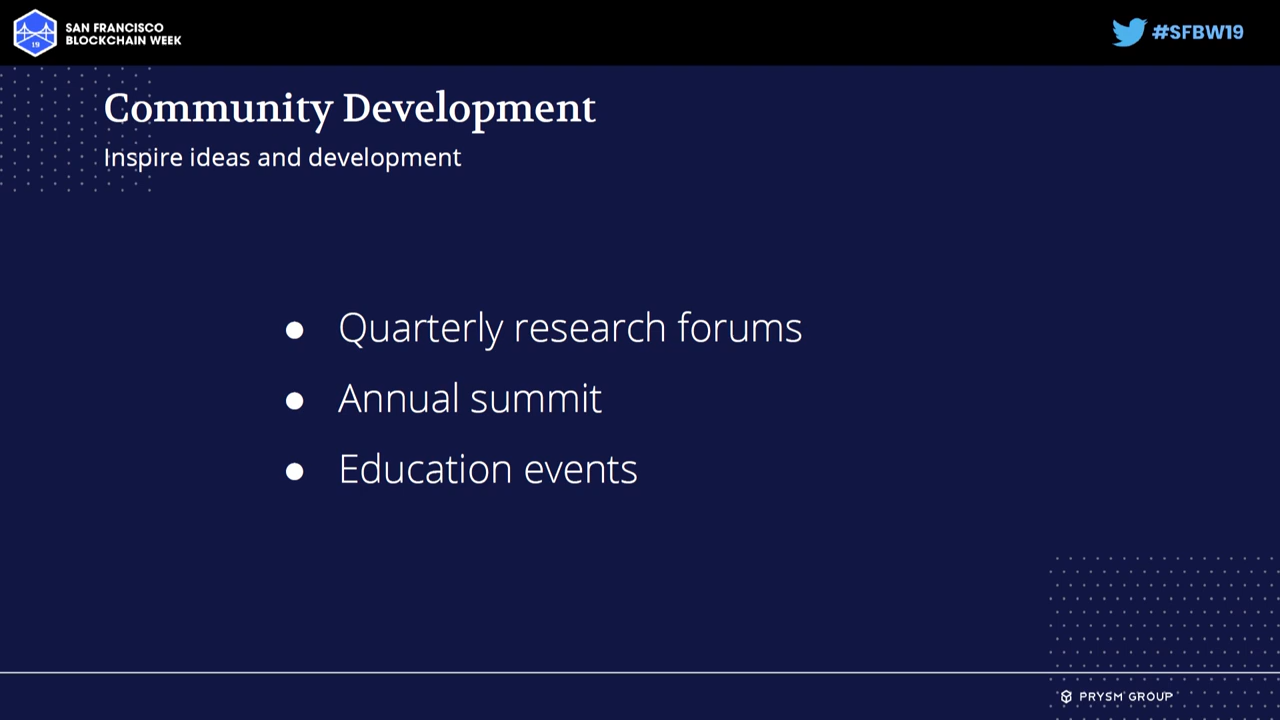 SAN FRANCISCO
BLOCKCHAIN WEEK
19
#SFBW19
Community Development
Inspire ideas and development
● Quarterly research forums
● Annual summit
● Education events
PRYSM GROUP